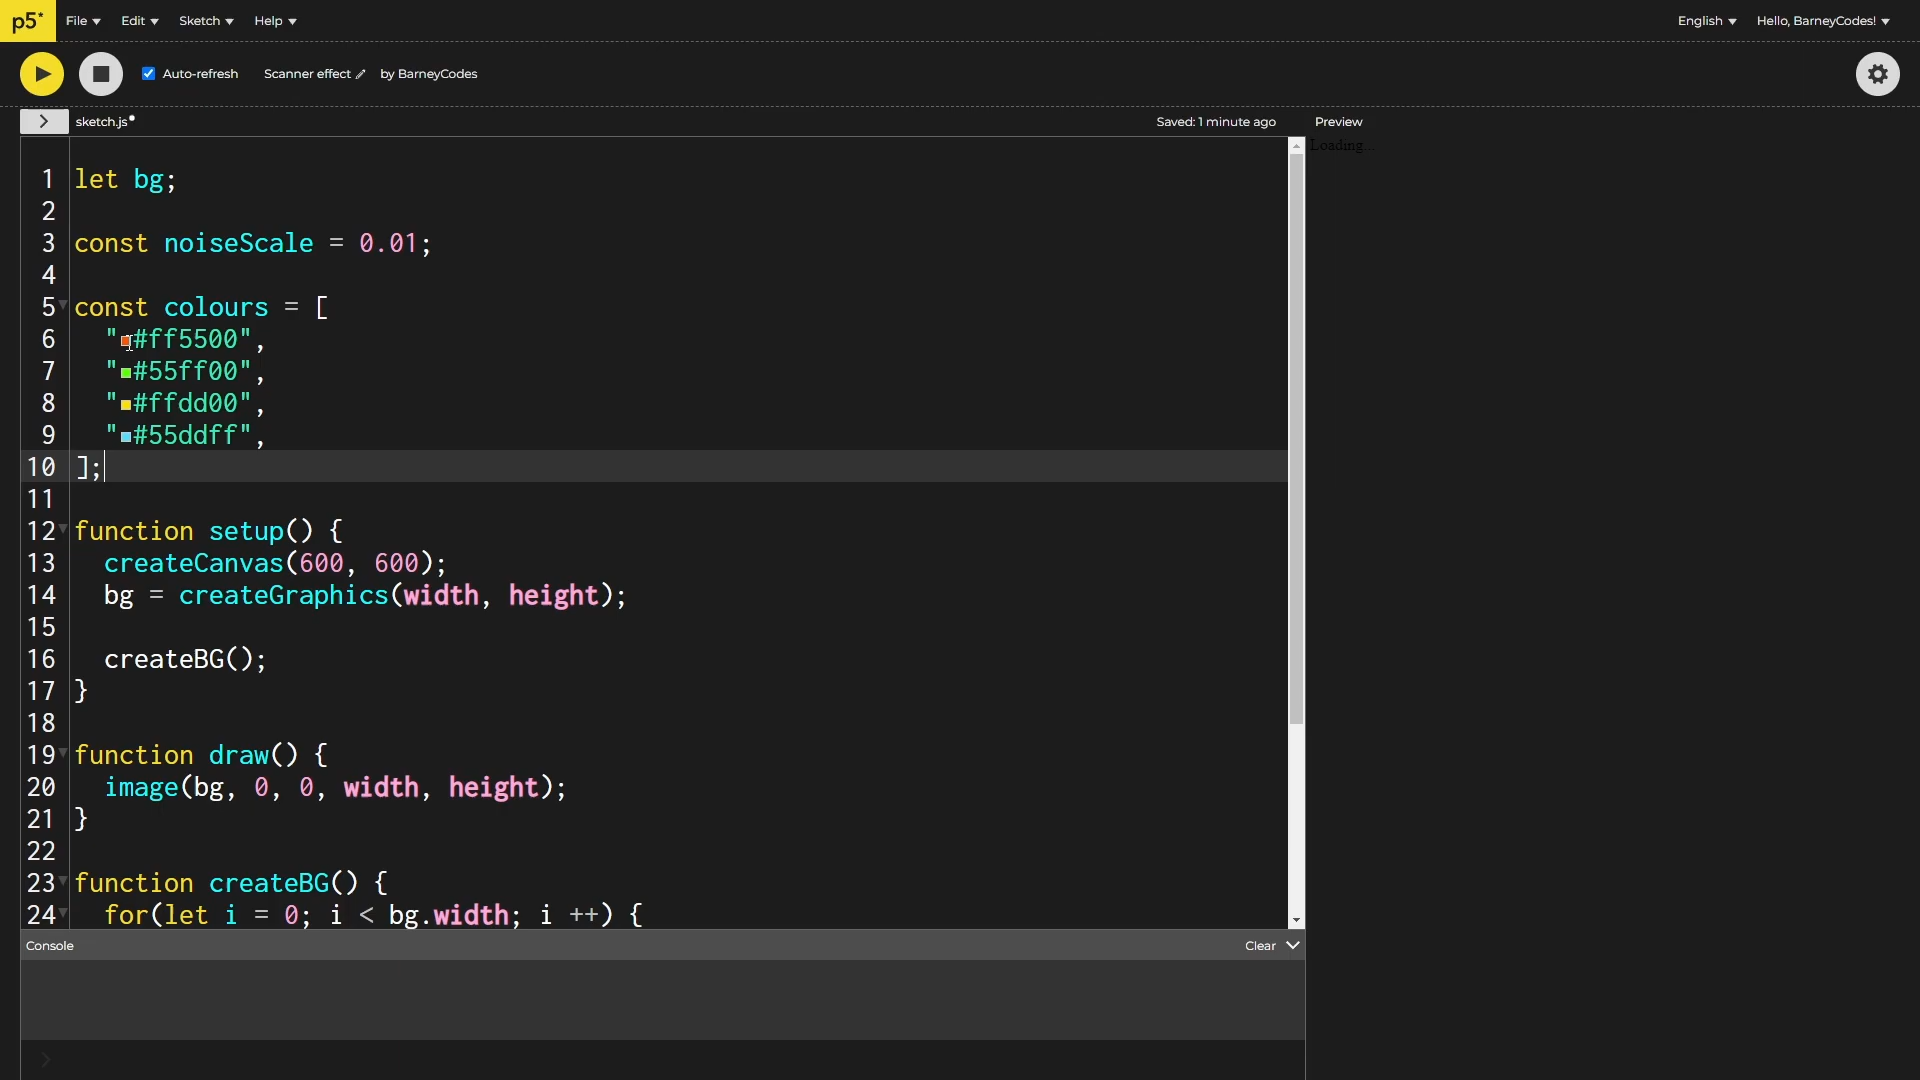 p5* File Edit Sketch Help English Hello, BarneyCodes!
Auto-refresh Scanner effect by BarneyCodes
> sketch.js Saved: 1 minute ago Preview
Loading...
1 let bg;
2
3 const noiseScale = 0.01;
4
5 const colours = [
6 "#ff5500",
7 "#55ff00",
8 "#ffdd00",
9 "#55ddff",
10 ];
11
12 function setup() {
13 createCanvas(600, 600);
14 bg = createGraphics(width, height);
15
16 createBG();
17 }
18
19 function draw() {
20 image(bg, 0, 0, width, height);
21 }
22
23 function createBG() {
24 for(let i = 0; i < bg.width; i ++) {
Console Clear
>